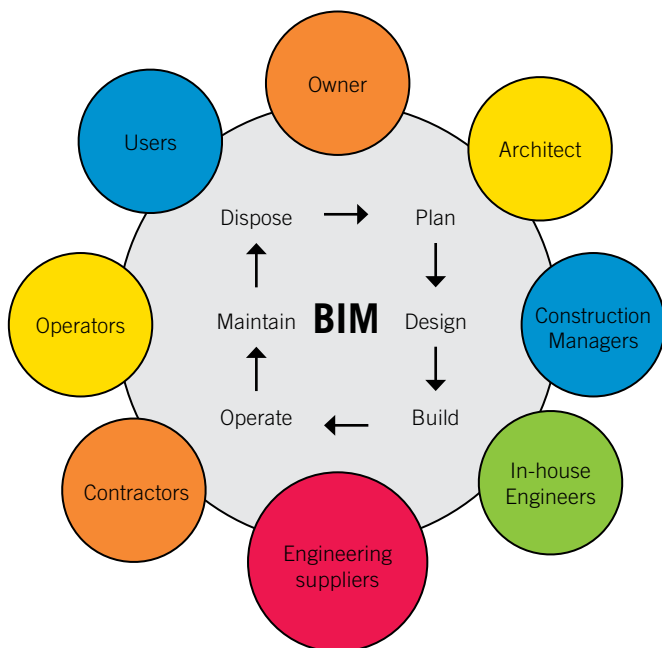 Owner
Users
Architect
Dispose
Plan
Operators
Maintain
BIM
Design
Construction
Managers
Operate
Build
Contractors
In-house
Engineers
Engineering
suppliers